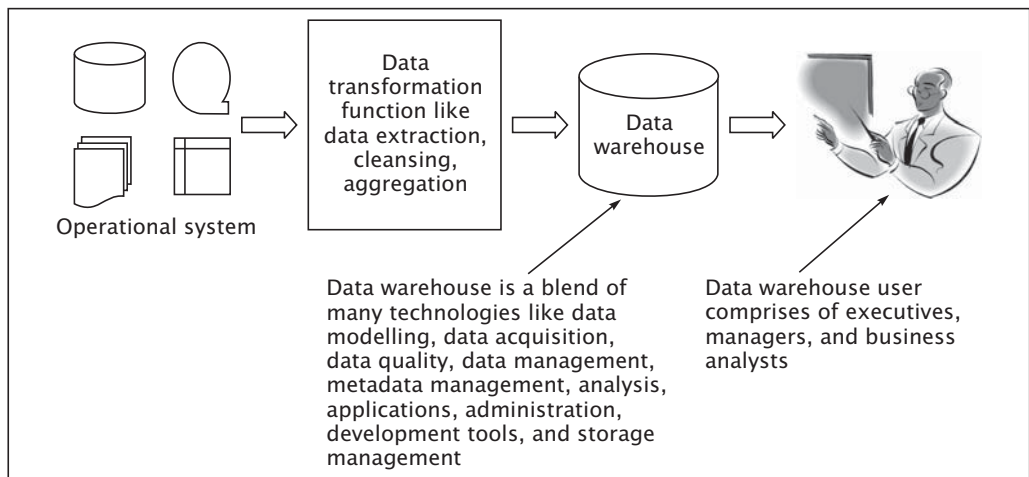 Operational system
Data
transformation
function like
data extraction,
cleansing,
aggregation
Data
warehouse
Data warehouse is a blend of
many technologies like data
modelling, data acquisition,
data quality, data management,
metadata management, analysis,
applications, administration,
development tools, and storage
management
Data warehouse user
comprises of executives,
managers, and business
analysts